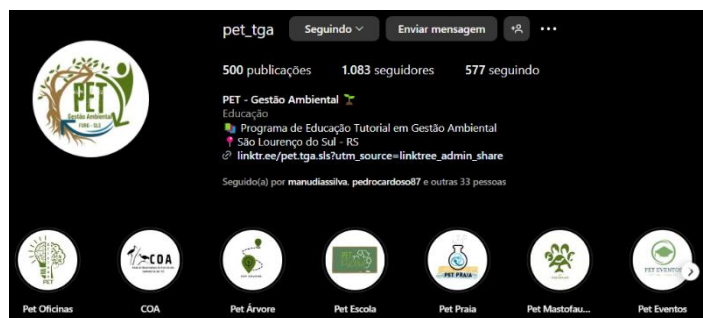 pet_tga Seguindo Enviar mensagem
500 publicações 1.083 seguidores 577 seguindo
PET - Gestão Ambiental
Educação
Programa de Educação Tutorial em Gestão Ambiental
São Lourenço do Sul - RS
linktr.ee/pet.tga.sls?utm_source=linktree_admin_share
Seguido(a) por manudiassilva, pedrocardoso87 e outras 33 pessoas
PET
Gestão Ambiental
FURG - SLS
PET
COA
PET PRAIA
PET EVENTOS
Pet Oficinas COA Pet Árvore Pet Escola Pet Praia Pet Mastofau... Pet Eventos